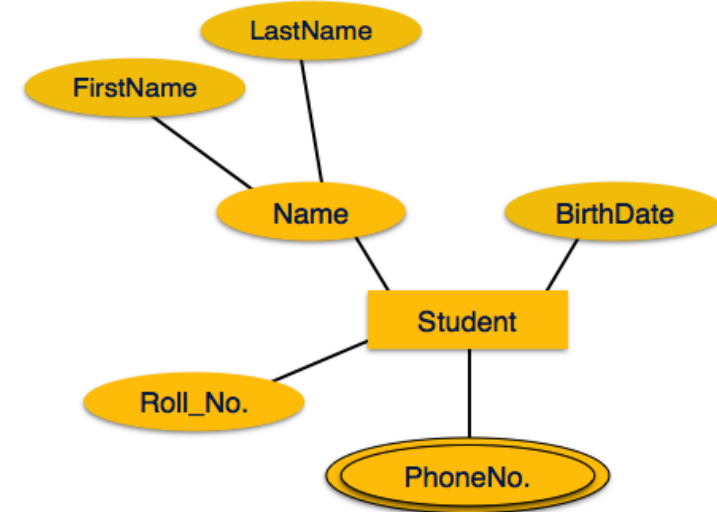 LastName
FirstName
Name
BirthDate
Student
Roll_No.
PhoneNo.